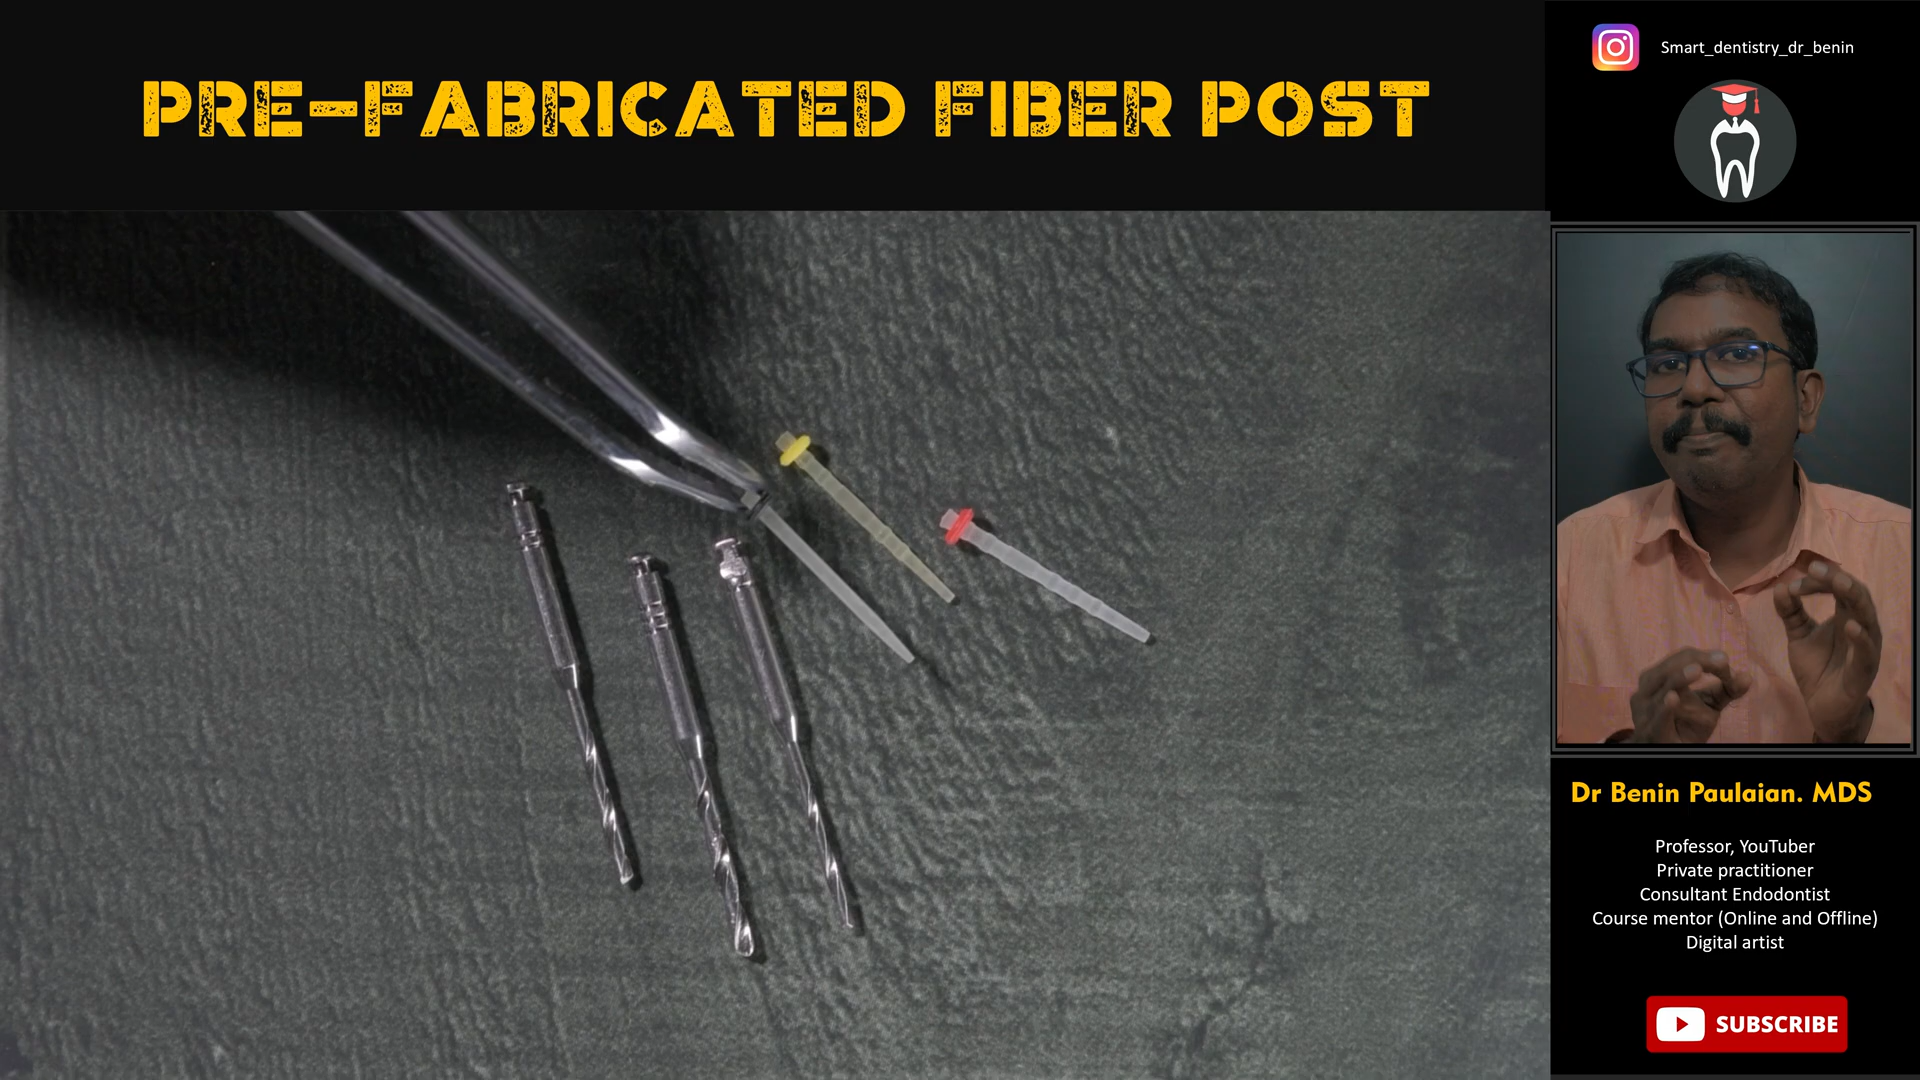 PRE-FABRICATED FIBER POST
Smart_dentistry_dr_benin
Dr Benin Paulaian. MDS
Professor, YouTuber
Private practitioner
Consultant Endodontist
Course mentor (Online and Offline)
Digital artist
SUBSCRIBE